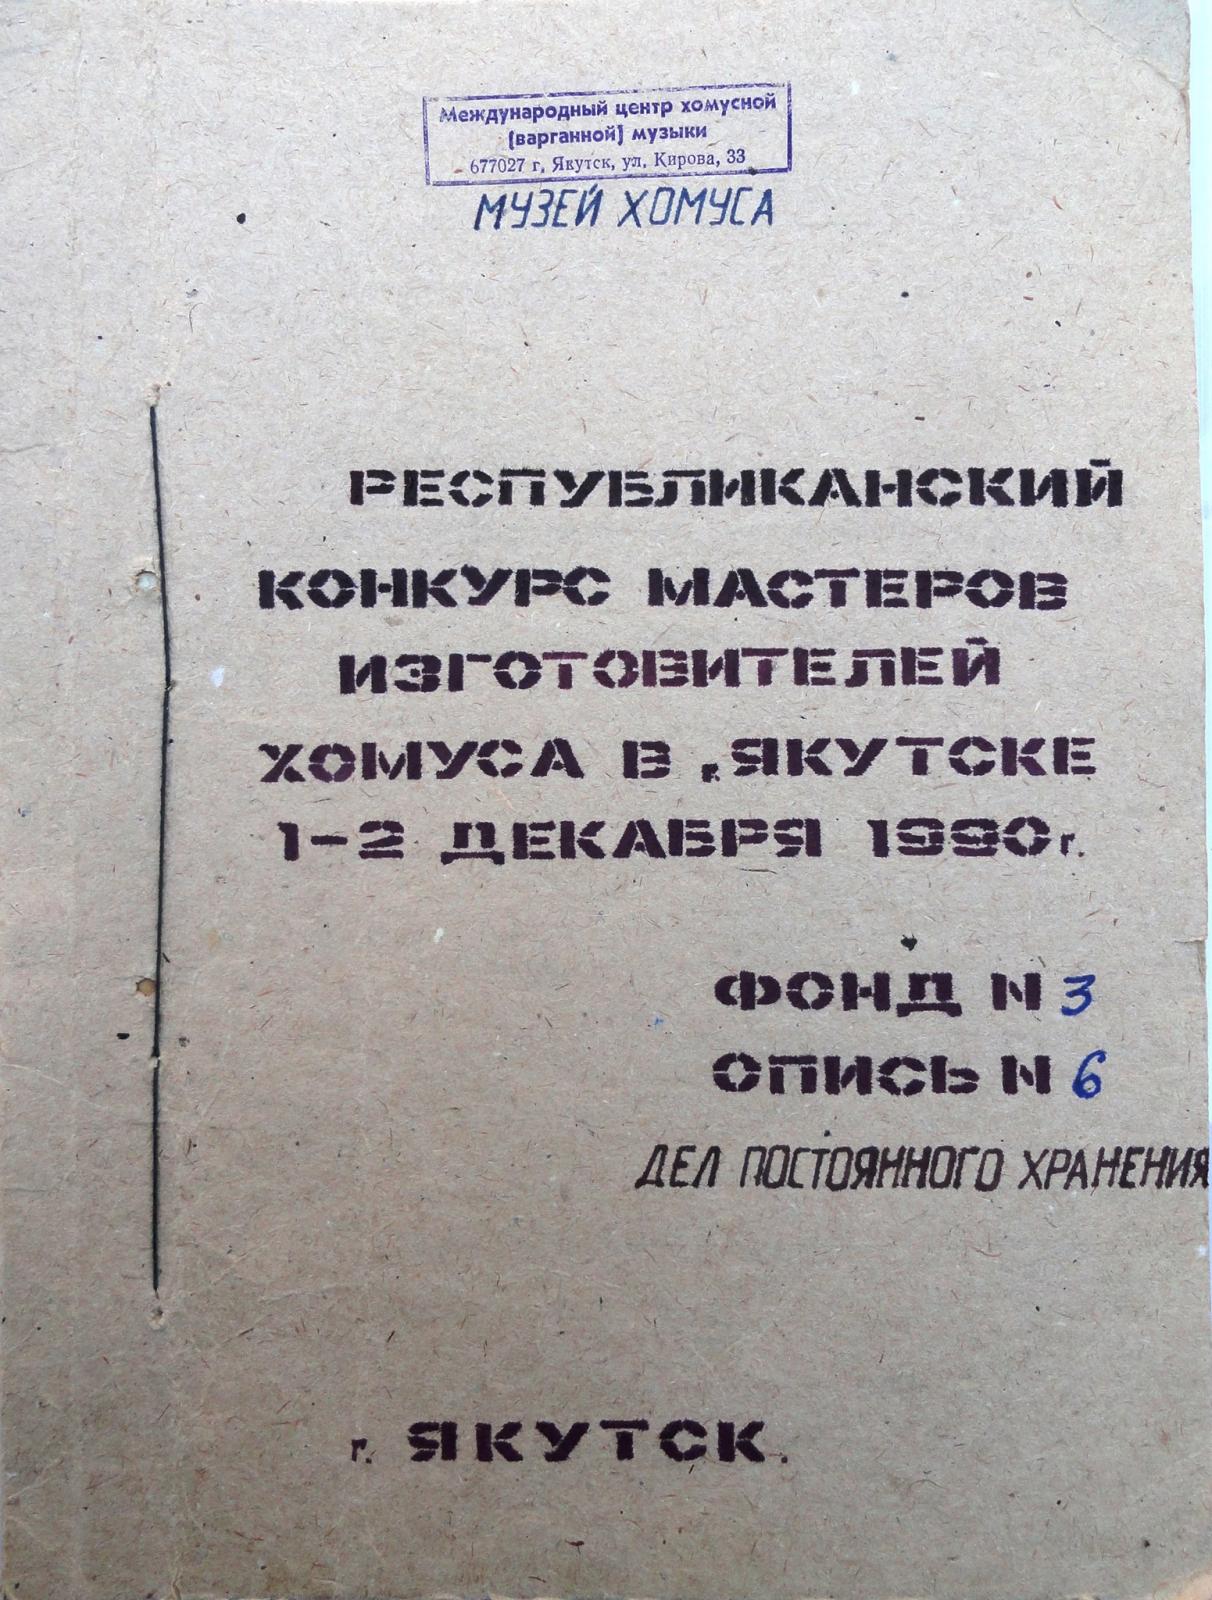 Международный центр хомусной
(варганной) музыки
677027 г. Якутск, ул. Кирова, 33
МУЗЕЙ ХОМУСА
РЕСПУБЛИКАНСКИЙ
КОНКУРС МАСТЕРОВ
ИЗГОТОВИТЕЛЕЙ
ХОМУСА В г. ЯКУТСКЕ
1-2 ДЕКАБРЯ 1990г.
ФОНД N 3
ОПИСЬ N 6
ДЕЛ ПОСТОЯННОГО ХРАНЕНИЯ
г. ЯКУТСК.